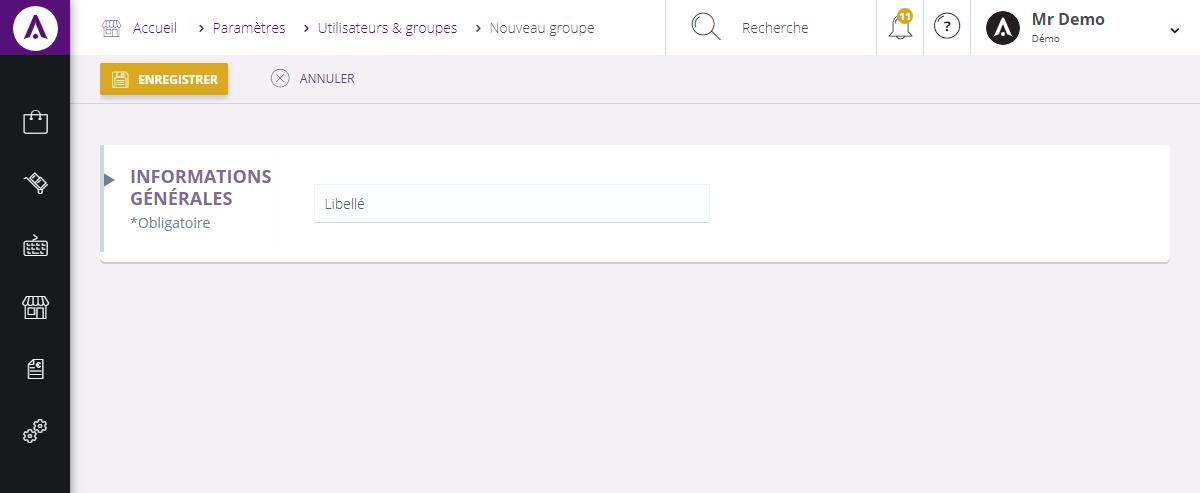 Accueil > Paramètres > Utilisateurs & groupes > Nouveau groupe
Recherche
11
?
Mr Demo
Démo
ENREGISTRER
ANNULER
INFORMATIONS
GÉNÉRALES
*Obligatoire
Libellé